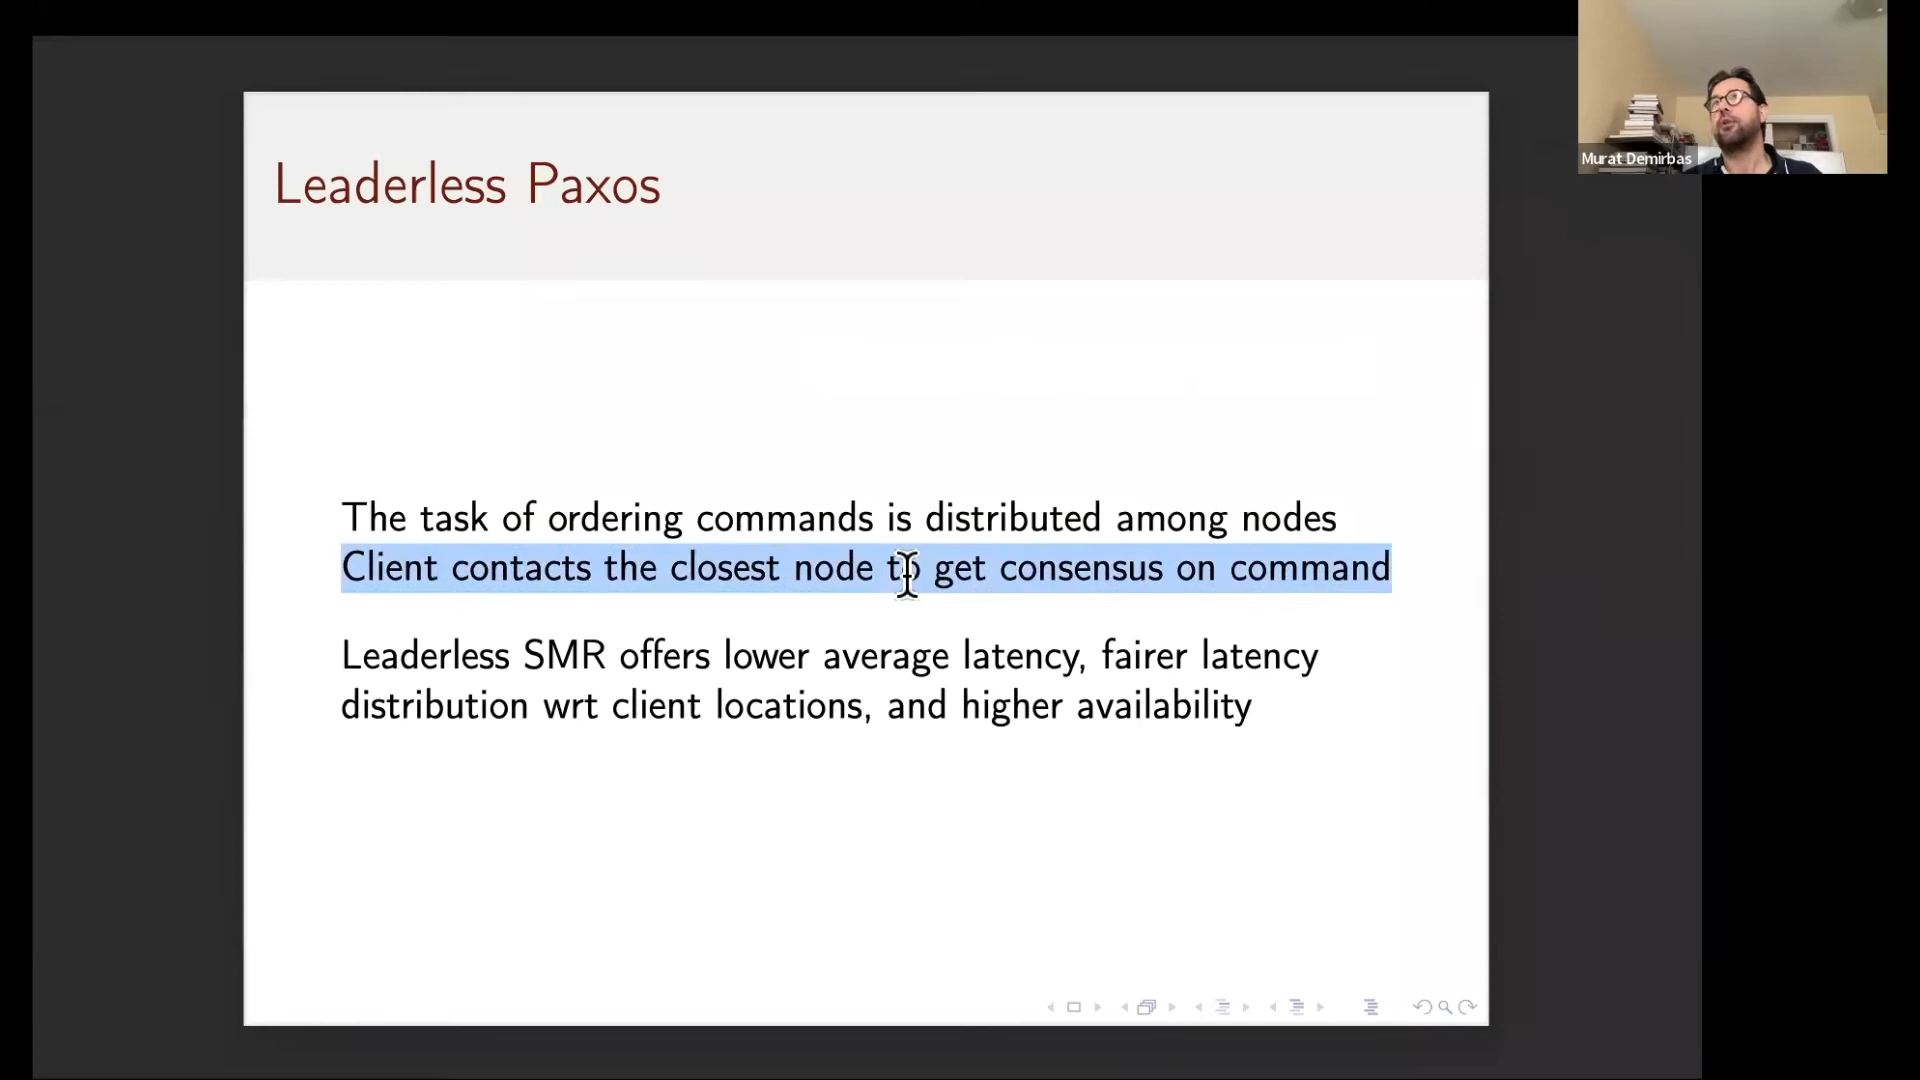 Murat Demirbas
Leaderless Paxos
The task of ordering commands is distributed among nodes
Client contacts the closest node to get consensus on command
Leaderless SMR offers lower average latency, fairer latency
distribution wrt client locations, and higher availability